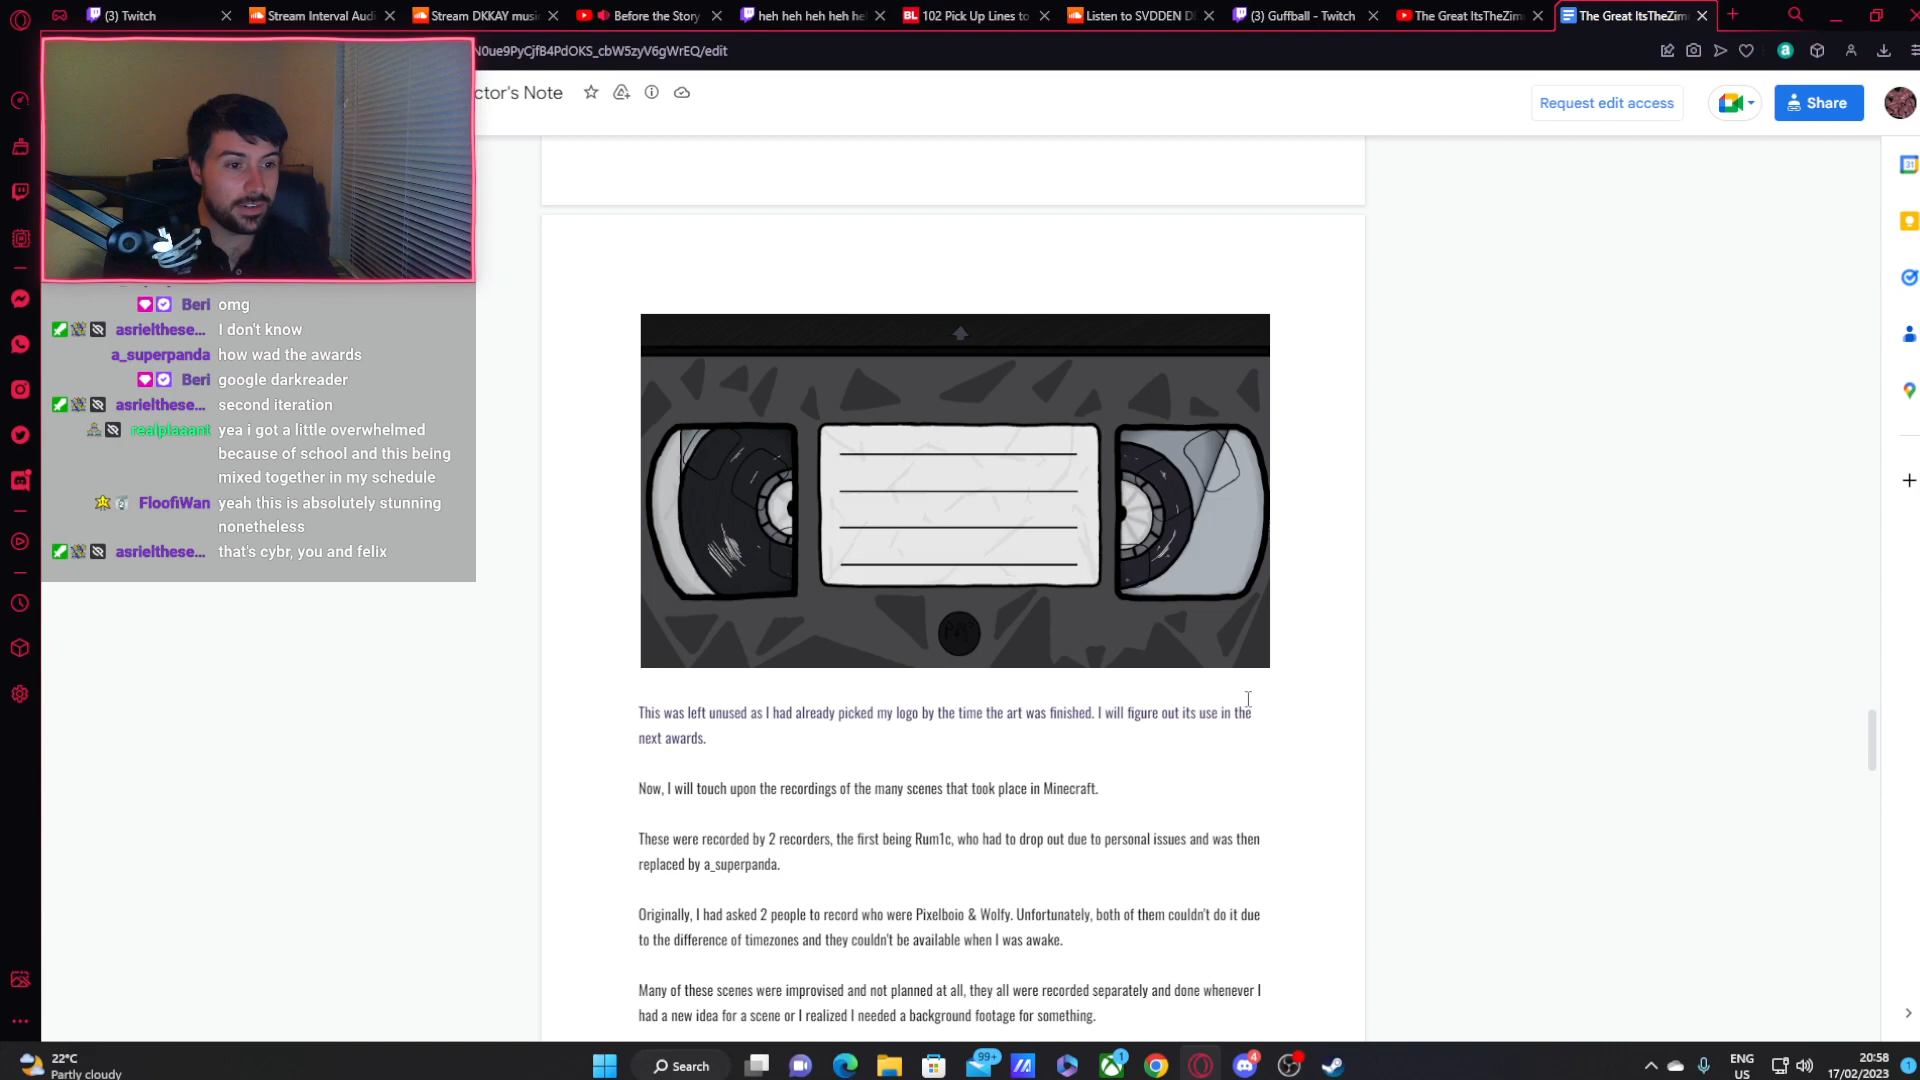 (3) Twitch
Stream Interval Audi
Stream DKKAY musi
Before the Story
heh heh heh heh he
102 Pick Up Lines to
Listen to SVDDEN D
(3) Guffball - Twitch
The Great ItsTheZim
The Great ItsTheZim
N0ue9PyCjfB4PdOKS_cbW5zyV6gWrEQ/edit
ctor's Note
Request edit access
Share
Beri omg
asrielthese... I don't know
a_superpanda how wad the awards
Beri google darkreader
asrielthese... second iteration
realplaaant yea i got a little overwhelmed
because of school and this being
mixed together in my schedule
FloofiWan yeah this is absolutely stunning
nonetheless
asrielthese... that's cybr, you and felix
This was left unused as I had already picked my logo by the time the art was finished. I will figure out its use in the
next awards.
Now, I will touch upon the recordings of the many scenes that took place in Minecraft.
These were recorded by 2 recorders, the first being Rum1c, who had to drop out due to personal issues and was then
replaced by a_superpanda.
Originally, I had asked 2 people to record who were Pixelboio & Wolfy. Unfortunately, both of them couldn't do it due
to the difference of timezones and they couldn't be available when I was awake.
Many of these scenes were improvised and not planned at all, they all were recorded separately and done whenever I
had a new idea for a scene or I realized I needed a background footage for something.
22°C
Partly cloudy
Search
99+
1
4
ENG
US
20:58
17/02/2023
1